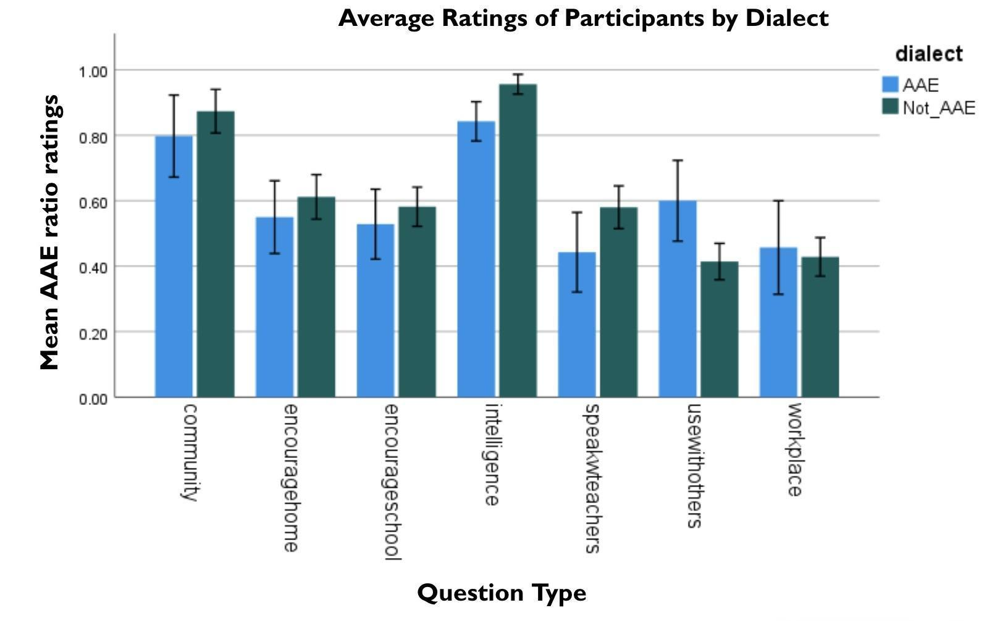 Average Ratings of Participants by Dialect
dialect
AAE
Not_AAE
Mean AAE ratio ratings
1.00
0.80
0.60
0.40
0.20
0.00
community
encouragehome
encourageschool
intelligence
speakwteachers
usewithothers
workplace
Question Type